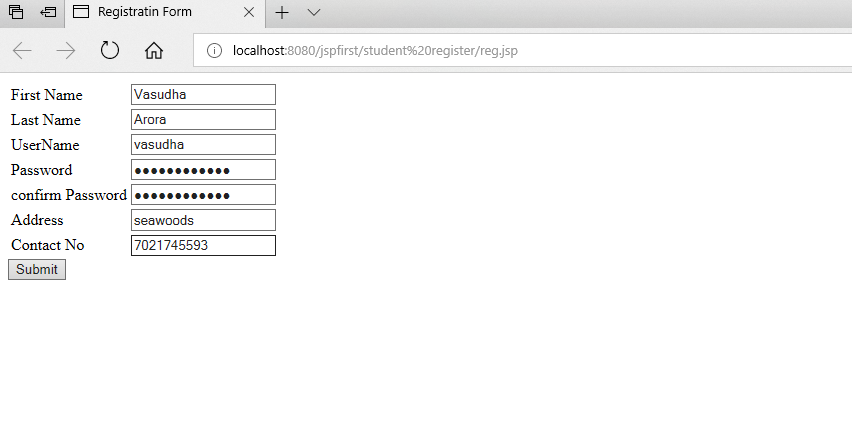 Registratin Form
localhost:8080/jspfirst/student%20register/reg.jsp
First Name Vasudha
Last Name Arora
UserName vasudha
Password ●●●●●●●●●●●●
confirm Password ●●●●●●●●●●●●
Address seawoods
Contact No 7021745593
Submit